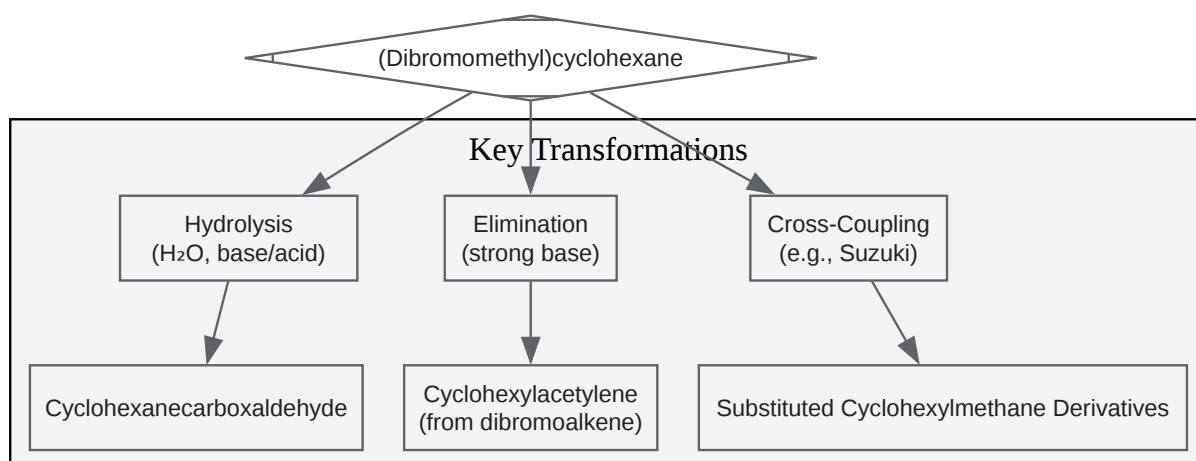 (Dibromomethyl)cyclohexane
Key Transformations
Hydrolysis
(H₂O, base/acid)
Elimination
(strong base)
Cross-Coupling
(e.g., Suzuki)
Cyclohexanecarboxaldehyde
Cyclohexylacetylene
(from dibromoalkene)
Substituted Cyclohexylmethane Derivatives